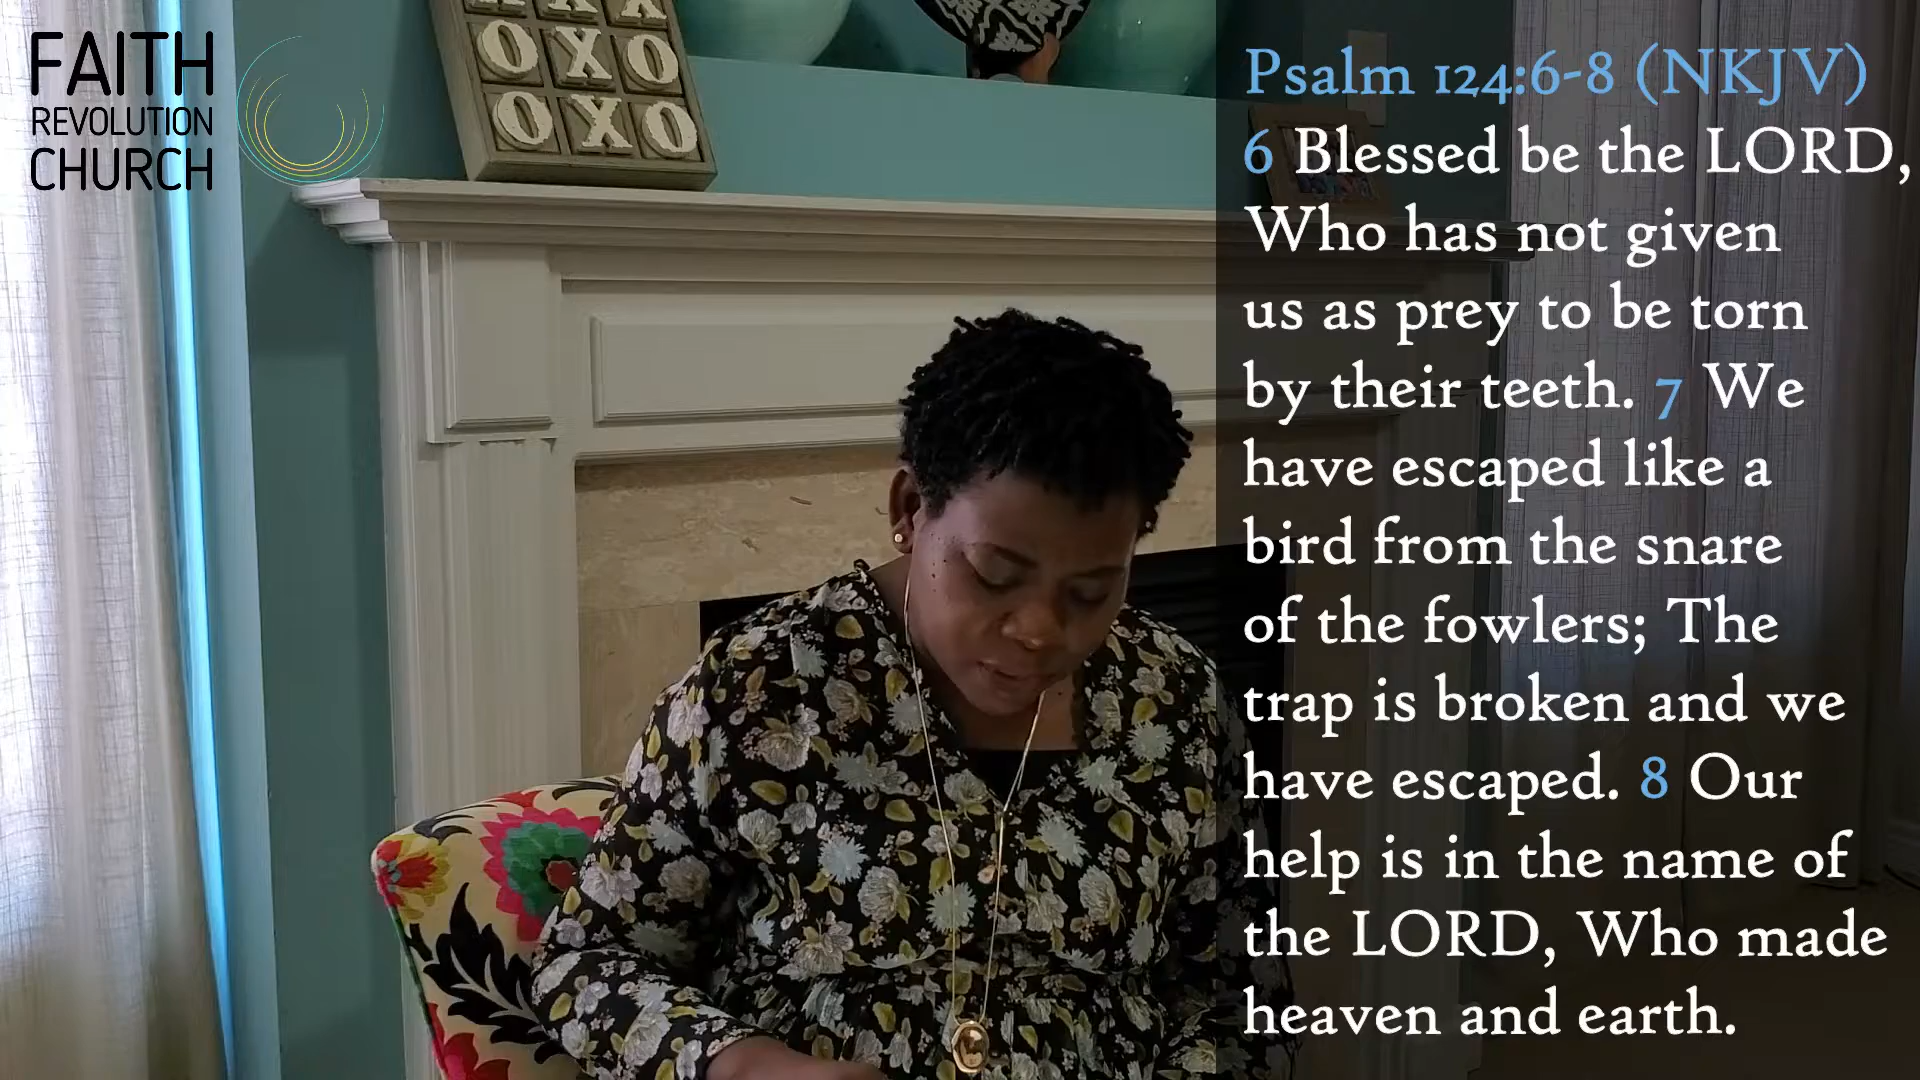 FAITH
REVOLUTION
CHURCH
X X X
O X O
O X O
Psalm 124:6-8 (NKJV)
6 Blessed be the LORD,
Who has not given
us as prey to be torn
by their teeth. 7 We
have escaped like a
bird from the snare
of the fowlers; The
trap is broken and we
have escaped. 8 Our
help is in the name of
the LORD, Who made
heaven and earth.